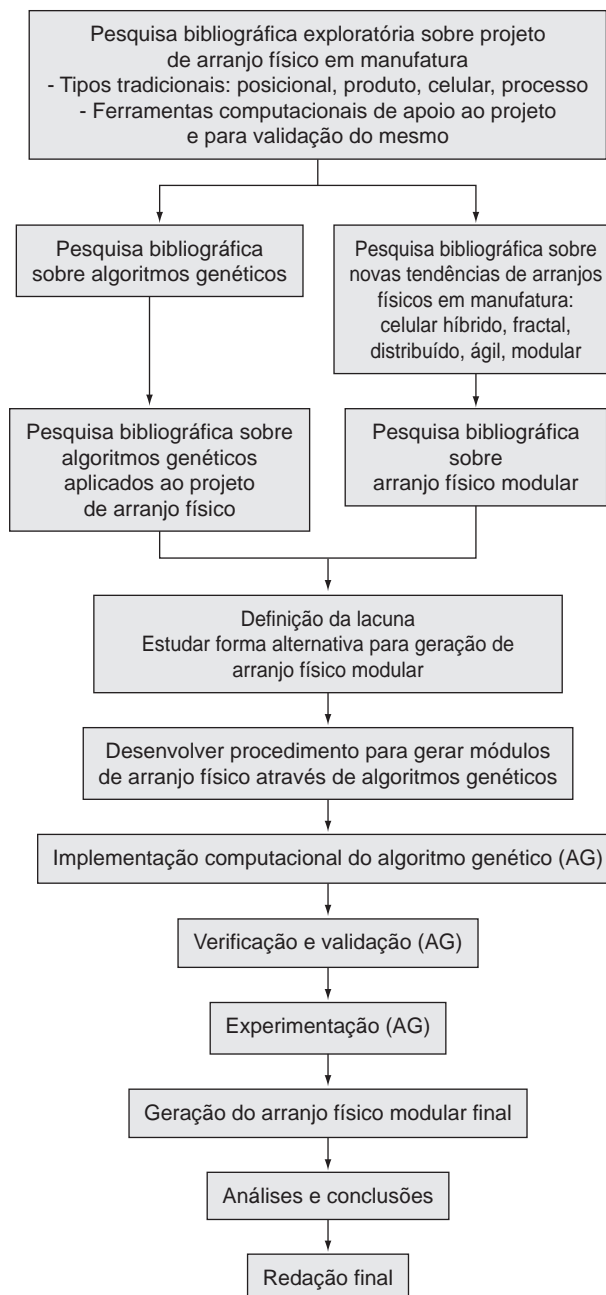 Pesquisa bibliográfica exploratória sobre projeto
de arranjo físico em manufatura
- Tipos tradicionais: posicional, produto, celular, processo
- Ferramentas computacionais de apoio ao projeto
e para validação do mesmo
Pesquisa bibliográfica
sobre algoritmos genéticos
Pesquisa bibliográfica sobre
novas tendências de arranjos
físicos em manufatura:
celular híbrido, fractal,
distribuído, ágil, modular
Pesquisa bibliográfica sobre
algoritmos genéticos
aplicados ao projeto
de arranjo físico
Pesquisa bibliográfica
sobre
arranjo físico modular
Definição da lacuna
Estudar forma alternativa para geração de
arranjo físico modular
Desenvolver procedimento para gerar módulos
de arranjo físico através de algoritmos genéticos
Implementação computacional do algoritmo genético (AG)
Verificação e validação (AG)
Experimentação (AG)
Geração do arranjo físico modular final
Análises e conclusões
Redação final